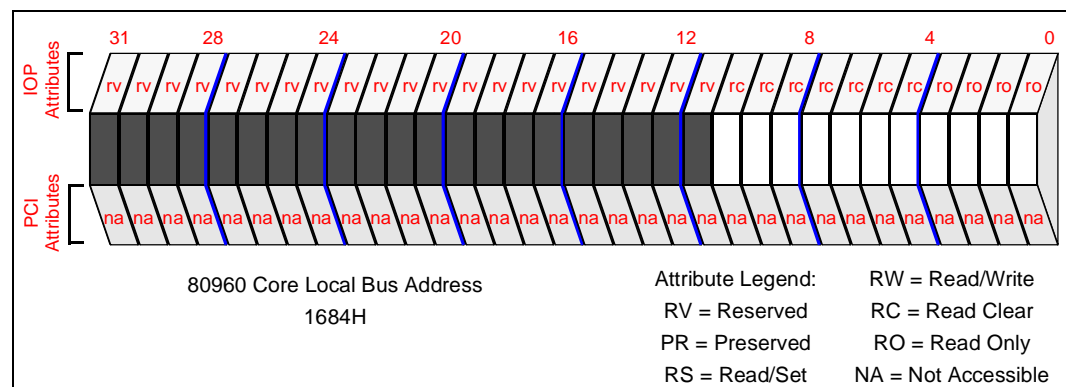 31 28 24 20 16 12 8 4 0
IOP
Attributes
rv rv rv rv rv rv rv rv rv rv rv rv rv rv rv rv rv rv rv rv rv rc rc rc rc rc rc rc ro ro ro ro
PCI
Attributes
na na na na na na na na na na na na na na na na na na na na na na na na na na na na na na na na
80960 Core Local Bus Address
1684H
Attribute Legend:
RV = Reserved
PR = Preserved
RS = Read/Set
RW = Read/Write
RC = Read Clear
RO = Read Only
NA = Not Accessible